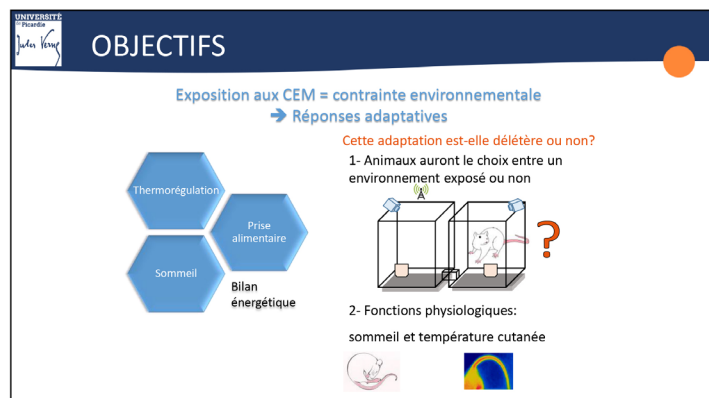 UNIVERSITÉ
de Picardie
Jules Verne
OBJECTIFS
Exposition aux CEM = contrainte environnementale
➔ Réponses adaptatives
Cette adaptation est-elle délétère ou non?
1- Animaux auront le choix entre un
environnement exposé ou non
Thermorégulation
Prise
alimentaire
Sommeil
Bilan
énergétique
?
2- Fonctions physiologiques:
sommeil et température cutanée